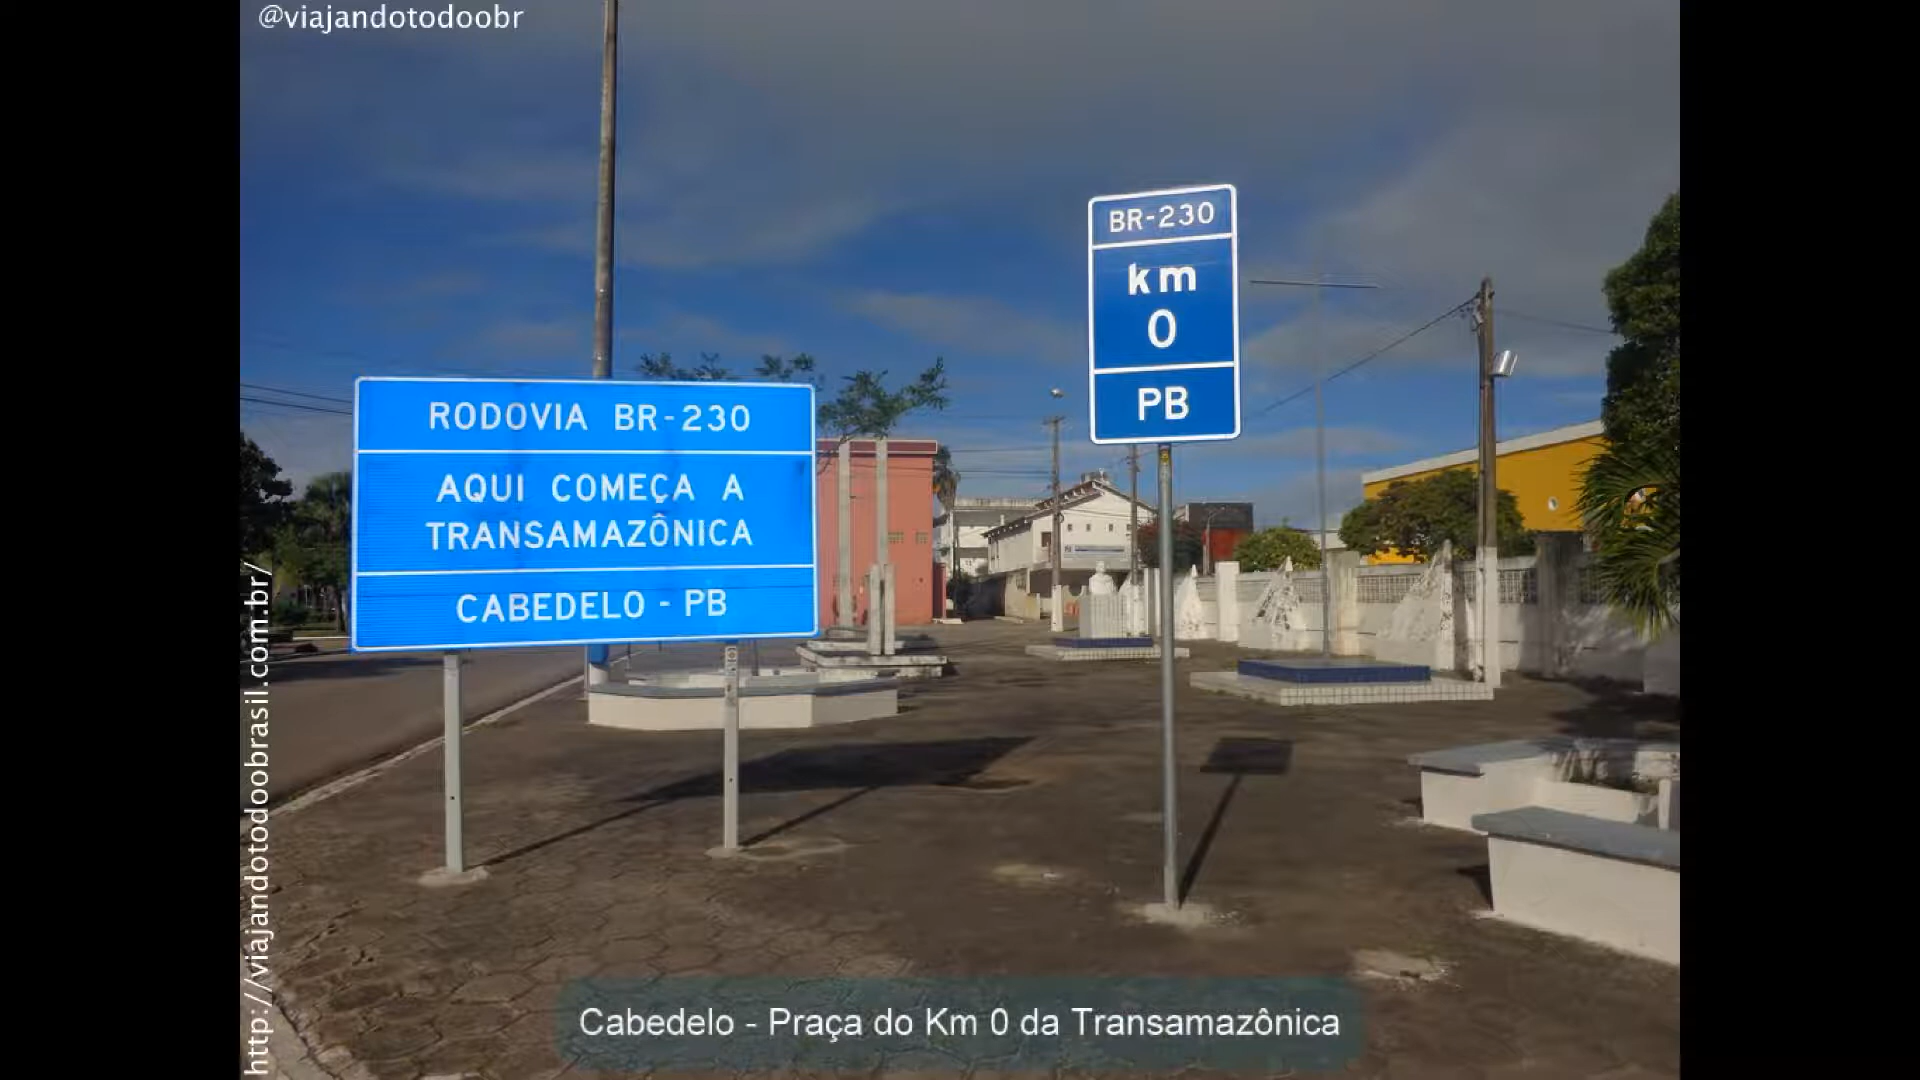 @viajandotodoobr
BR-230
km
0
PB
RODOVIA BR-230
AQUI COMEÇA A
TRANSAMAZÔNICA
CABEDELO - PB
http://viajandotodoobrasil.com.br/
Cabedelo - Praça do Km 0 da Transamazônica